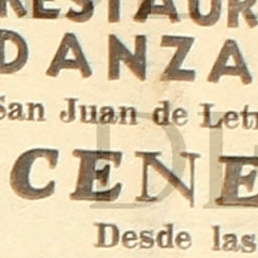 RESTAUR
DANZA
San Juan de Letr
CENE
Desde las